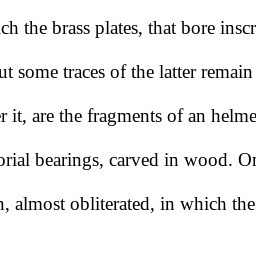 ch the brass plates, that bore inscr
ut some traces of the latter remain
r it, are the fragments of an helme
orial bearings, carved in wood. On
n, almost obliterated, in which the